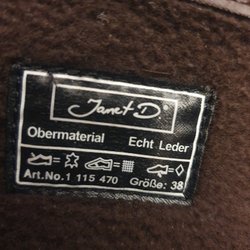 Janet D
Obermaterial Echt Leder
Art.No.1 115 470 Größe: 38